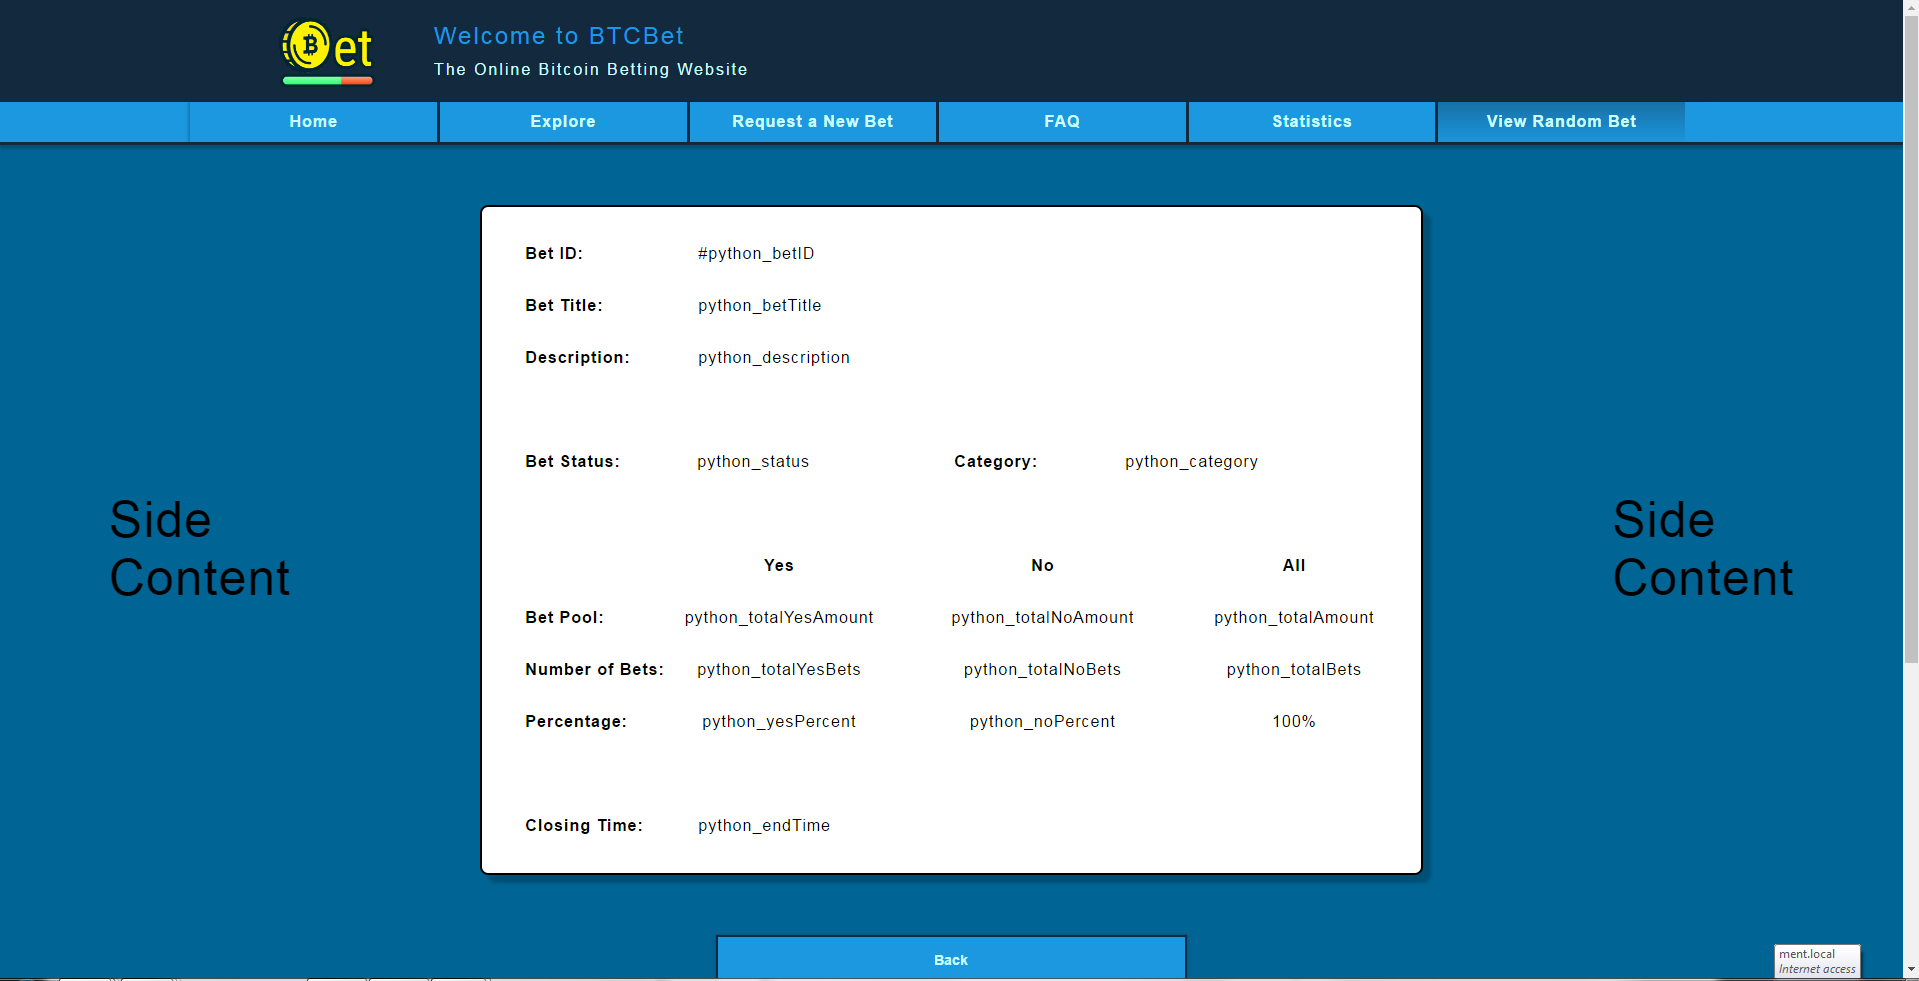 Bet
Welcome to BTCBet
The Online Bitcoin Betting Website
Home Explore Request a New Bet FAQ Statistics View Random Bet
Bet ID: #python_betID
Bet Title: python_betTitle
Description: python_description
Bet Status: python_status Category: python_category
Side
Content
Side
Content
Yes No All
Bet Pool: python_totalYesAmount python_totalNoAmount python_totalAmount
Number of Bets: python_totalYesBets python_totalNoBets python_totalBets
Percentage: python_yesPercent python_noPercent 100%
Closing Time: python_endTime
Back
ment.local
Internet access